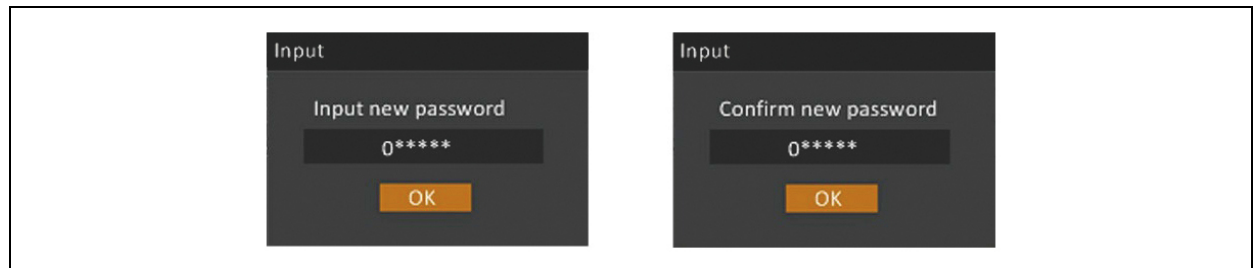 Input
Input new password
0*****
OK
Input
Confirm new password
0*****
OK